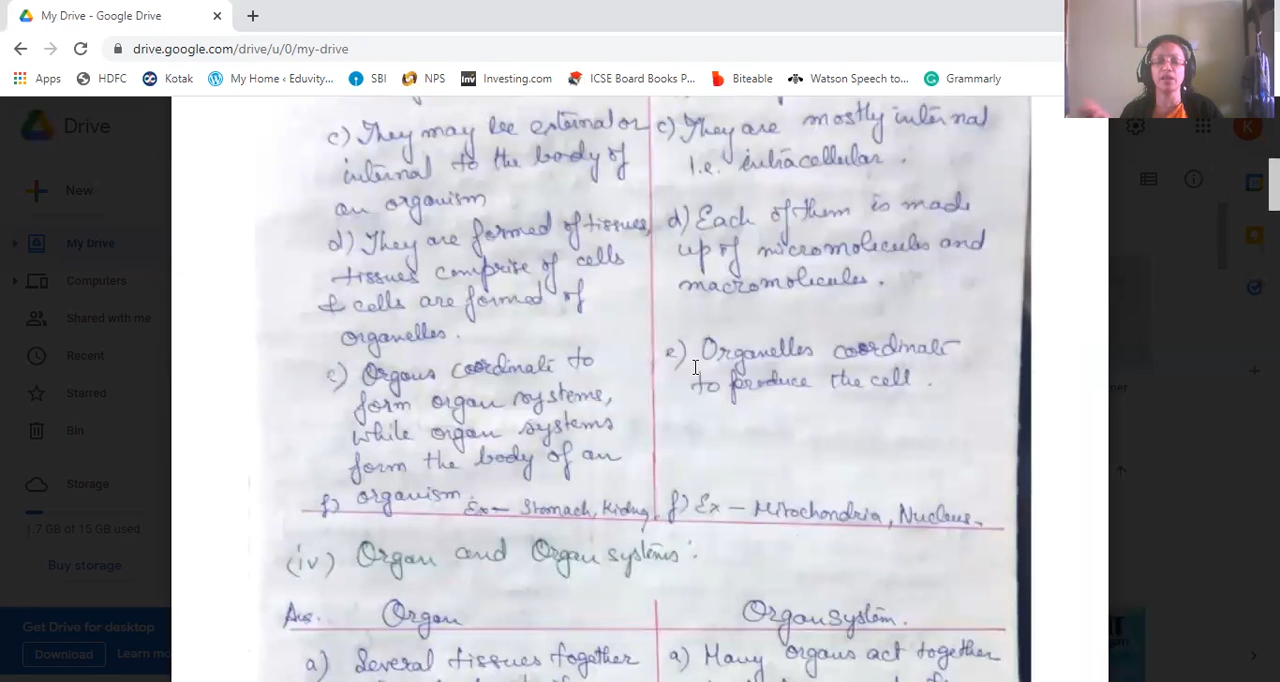 My Drive - Google Drive
drive.google.com/drive/u/0/my-drive
Apps HDFC Kotak My Home ‹ Eduvity... SBI NPS Investing.com ICSE Board Books P... Biteable Watson Speech to... Grammarly
Drive
New
My Drive
Computers
Shared with me
Recent
Starred
Bin
Storage
1.7 GB of 15 GB used
Buy storage
Get Drive for desktop
Download Learn mo
K
c) They may be external or
internal to the body of
an organism
d) They are formed of tissues,
tissues comprise of cells
& cells are formed of
organelles.
c) Organs coordinate to
form organ systems,
while organ systems
form the body of an
organism.
f) Ex – Stomach, Kidney
c) They are mostly internal
i.e. intracellular.
d) Each of them is made
up of micromolecules and
macromolecules.
e) Organelles coordinate
to produce the cell.
f) Ex – Mitochondria, Nucleus.
(iv) Organ and Organ systems:
Ans. Organ
Organ system.
a) Several tissues together
a) Many organs act together